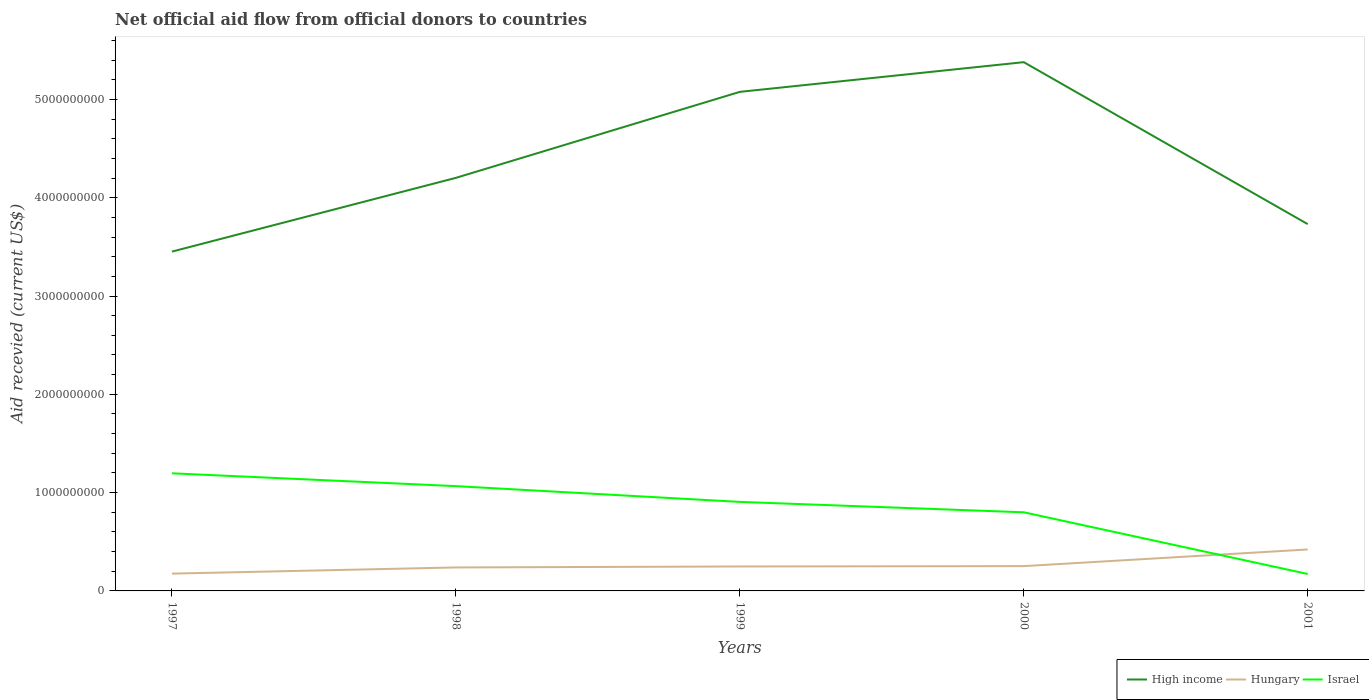 Net official aid flow from official donors to countries
Aid recevied (current US$)
5000000000
4000000000
3000000000
2000000000
1000000000
0
1997
1998
1999
2000
2001
Years
High income
Hungary
Israel